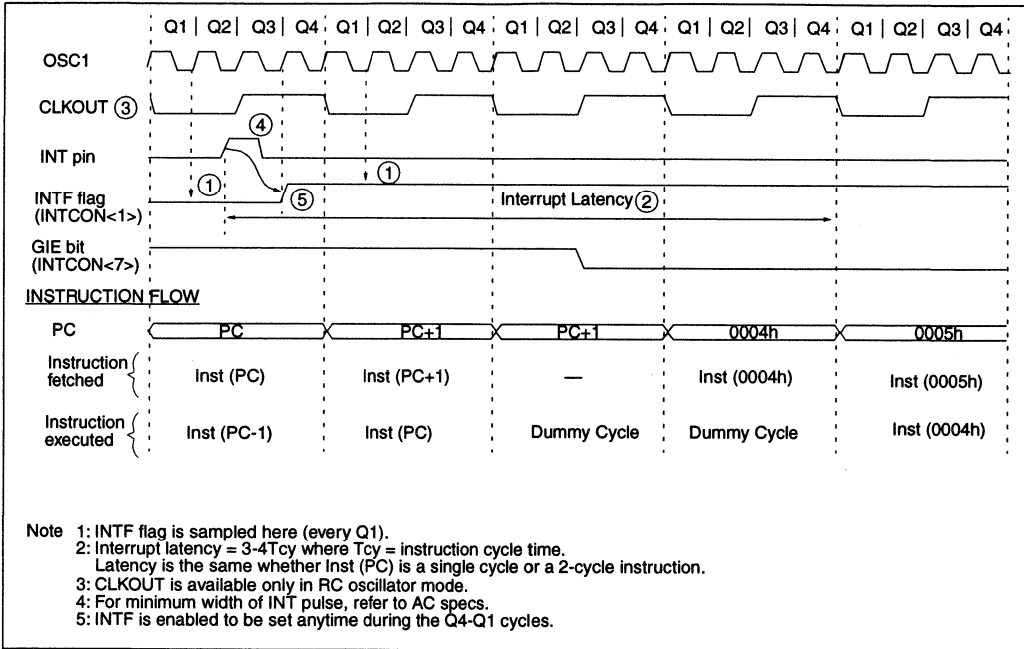 Q1 | Q2 | Q3 | Q4 | Q1 | Q2 | Q3 | Q4 | Q1 | Q2 | Q3 | Q4 | Q1 | Q2 | Q3 | Q4 | Q1 | Q2 | Q3 | Q4
OSC1
CLKOUT ③
④
INT pin
① ①
INTF flag
(INTCON<1>)
⑤
Interrupt Latency ②
GIE bit
(INTCON<7>)
INSTRUCTION FLOW
PC PC PC+1 PC+1 0004h 0005h
Instruction
fetched
Inst (PC) Inst (PC+1) — Inst (0004h) Inst (0005h)
Instruction
executed
Inst (PC-1) Inst (PC) Dummy Cycle Dummy Cycle Inst (0004h)
Note 1: INTF flag is sampled here (every Q1).
2: Interrupt latency = 3-4Tcy where Tcy = instruction cycle time.
Latency is the same whether Inst (PC) is a single cycle or a 2-cycle instruction.
3: CLKOUT is available only in RC oscillator mode.
4: For minimum width of INT pulse, refer to AC specs.
5: INTF is enabled to be set anytime during the Q4-Q1 cycles.